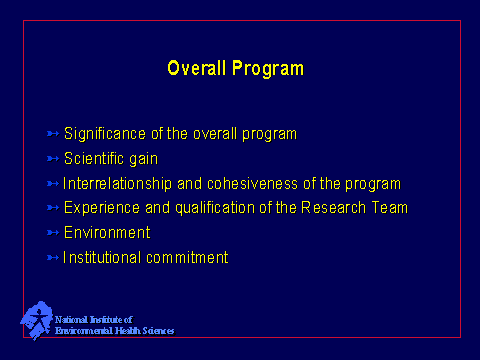 Overall Program
Significance of the overall program
Scientific gain
Interrelationship and cohesiveness of the program
Experience and qualification of the Research Team
Environment
Institutional commitment
National Institute of
Environmental Health Sciences